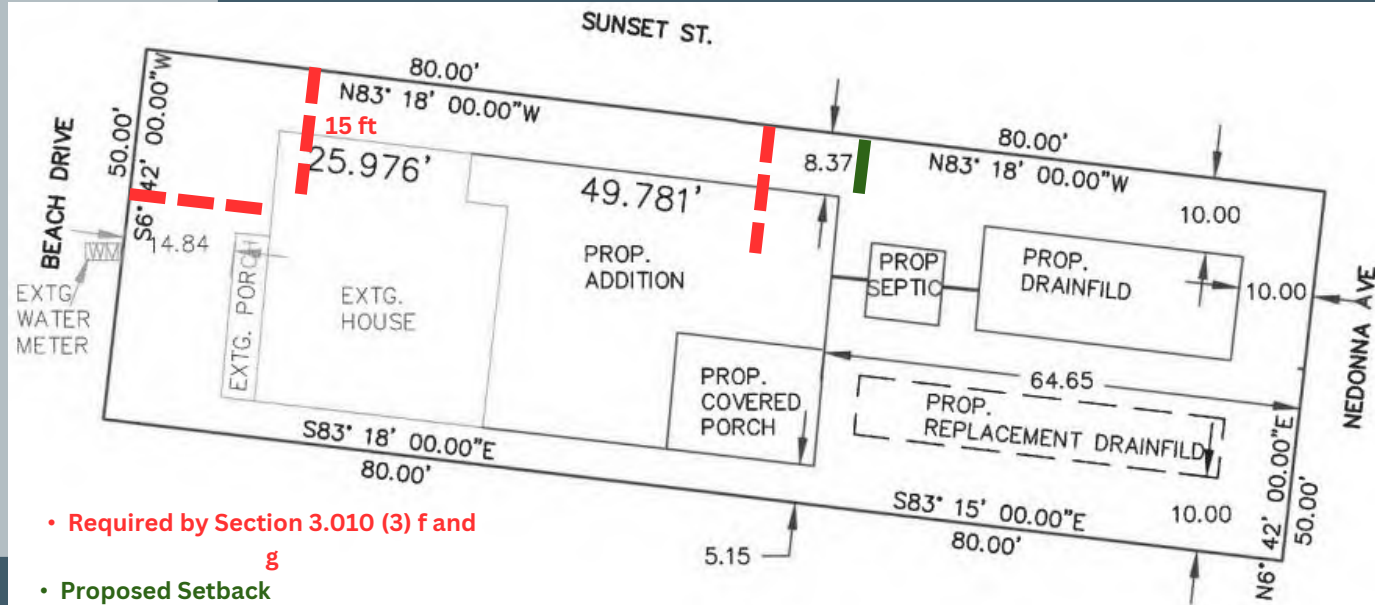 SUNSET ST.
80.00'
N83° 18' 00.00"W
80.00'
N83° 18' 00.00"W
BEACH DRIVE
50.00'
S6° 42' 00.00"W
15 ft
25.976'
49.781'
8.37
10.00
10.00
14.84
WM
EXTG
WATER
METER
EXTG. PORCH
EXTG.
HOUSE
PROP.
ADDITION
PROP
SEPTIC
PROP.
DRAINFILD
NEDONNA AVE
64.65
PROP.
COVERED
PORCH
PROP.
REPLACEMENT DRAINFILD
S83° 18' 00.00"E
80.00'
S83° 15' 00.00"E
80.00'
10.00
N6° 42' 00.00"E
50.00'
5.15
• Required by Section 3.010 (3) f and
g
• Proposed Setback